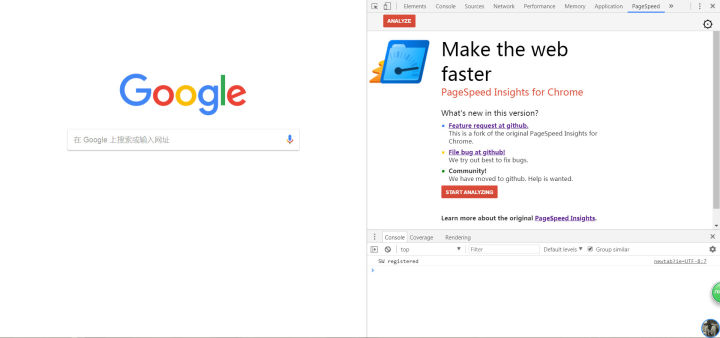 Google
在 Google 上搜索或输入网址
Elements Console Sources Network Performance Memory Application PageSpeed »
ANALYZE
Make the web
faster
PageSpeed Insights for Chrome
What's new in this version?
Feature request at github.
This is a fork of the original PageSpeed Insights for
Chrome.
File bug at github!
We try out best to fix bugs.
Community!
We have moved to github. Help is wanted.
START ANALYZING
Learn more about the original PageSpeed Insights.
Console Coverage Rendering
top Filter Default levels Group similar
SW registered newtab?ie=UTF-8:7